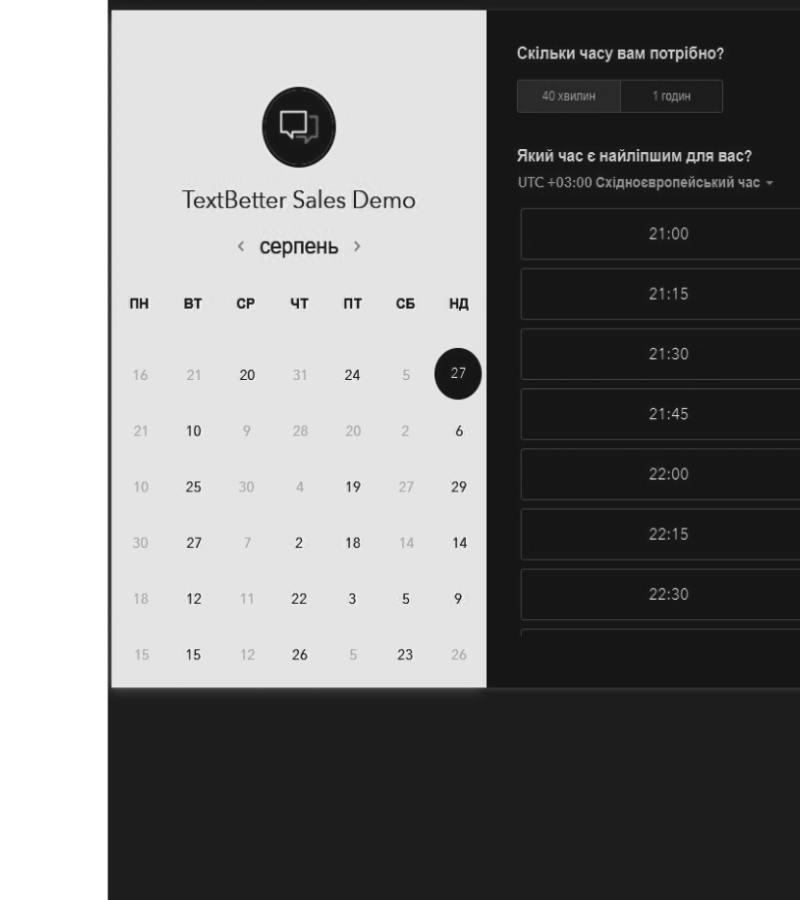 TextBetter Sales Demo
‹ серпень ›
ПН ВТ СР ЧТ ПТ СБ НД
16 21 20 31 24 5 27
21 10 9 28 20 2 6
10 25 30 4 19 27 29
30 27 7 2 18 14 14
18 12 11 22 3 5 9
15 15 12 26 5 23 26
Скільки часу вам потрібно?
40 хвилин 1 годин
Який час є найліпшим для вас?
UTC +03:00 Східноєвропейський час
21:00
21:15
21:30
21:45
22:00
22:15
22:30